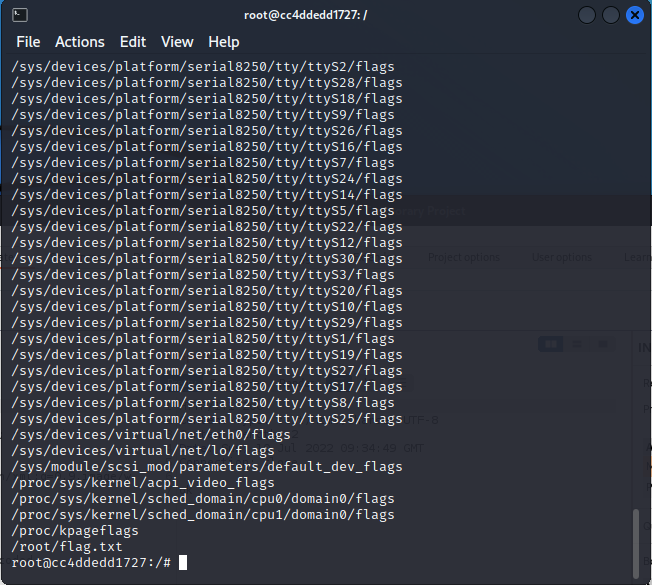 root@cc4ddedd1727: /
File Actions Edit View Help
/sys/devices/platform/serial8250/tty/ttyS2/flags
/sys/devices/platform/serial8250/tty/ttyS28/flags
/sys/devices/platform/serial8250/tty/ttyS18/flags
/sys/devices/platform/serial8250/tty/ttyS9/flags
/sys/devices/platform/serial8250/tty/ttyS26/flags
/sys/devices/platform/serial8250/tty/ttyS16/flags
/sys/devices/platform/serial8250/tty/ttyS7/flags
/sys/devices/platform/serial8250/tty/ttyS24/flags
/sys/devices/platform/serial8250/tty/ttyS14/flags
/sys/devices/platform/serial8250/tty/ttyS5/flags
/sys/devices/platform/serial8250/tty/ttyS22/flags
/sys/devices/platform/serial8250/tty/ttyS12/flags
/sys/devices/platform/serial8250/tty/ttyS30/flags
/sys/devices/platform/serial8250/tty/ttyS3/flags
/sys/devices/platform/serial8250/tty/ttyS20/flags
/sys/devices/platform/serial8250/tty/ttyS10/flags
/sys/devices/platform/serial8250/tty/ttyS29/flags
/sys/devices/platform/serial8250/tty/ttyS1/flags
/sys/devices/platform/serial8250/tty/ttyS19/flags
/sys/devices/platform/serial8250/tty/ttyS27/flags
/sys/devices/platform/serial8250/tty/ttyS17/flags
/sys/devices/platform/serial8250/tty/ttyS8/flags
/sys/devices/platform/serial8250/tty/ttyS25/flags
/sys/devices/virtual/net/eth0/flags
/sys/devices/virtual/net/lo/flags
/sys/module/scsi_mod/parameters/default_dev_flags
/proc/sys/kernel/acpi_video_flags
/proc/sys/kernel/sched_domain/cpu0/domain0/flags
/proc/sys/kernel/sched_domain/cpu1/domain0/flags
/proc/kpageflags
/root/flag.txt
root@cc4ddedd1727:/#
Project options User options